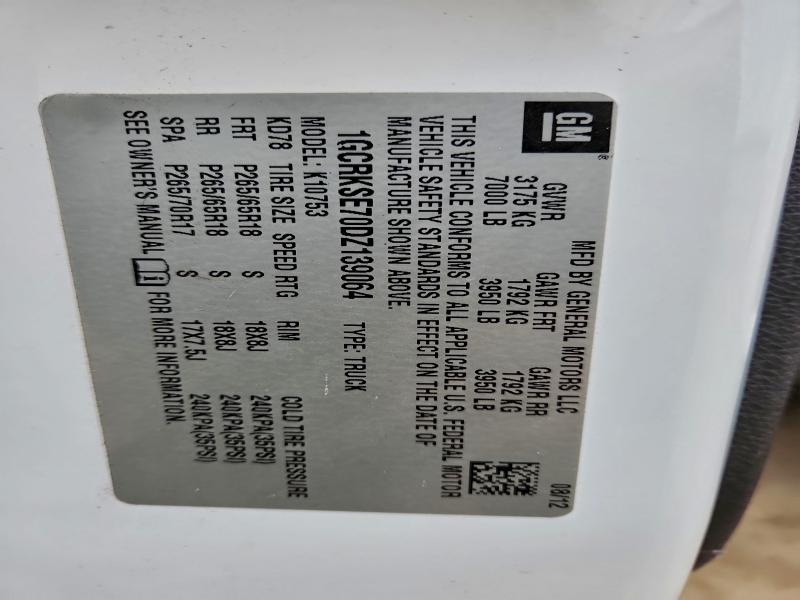 GM
MFD BY GENERAL MOTORS LLC 08/12
GVWR GAWR FRT GAWR RR
3175 KG 1792 KG 1792 KG
7000 LB 3950 LB 3950 LB
THIS VEHICLE CONFORMS TO ALL APPLICABLE U.S. FEDERAL MOTOR
VEHICLE SAFETY STANDARDS IN EFFECT ON THE DATE OF
MANUFACTURE SHOWN ABOVE.
1GCRKSE70DZ139064 TYPE: TRUCK
MODEL: K10753
KD78 TIRE SIZE SPEED RTG RIM COLD TIRE PRESSURE
FRT P265/65R18 S 18X8J 240KPA(35PSI)
RR P265/65R18 S 18X8J 240KPA(35PSI)
SPA P265/70R17 S 17X7.5J 240KPA(35PSI)
SEE OWNER'S MANUAL FOR MORE INFORMATION.